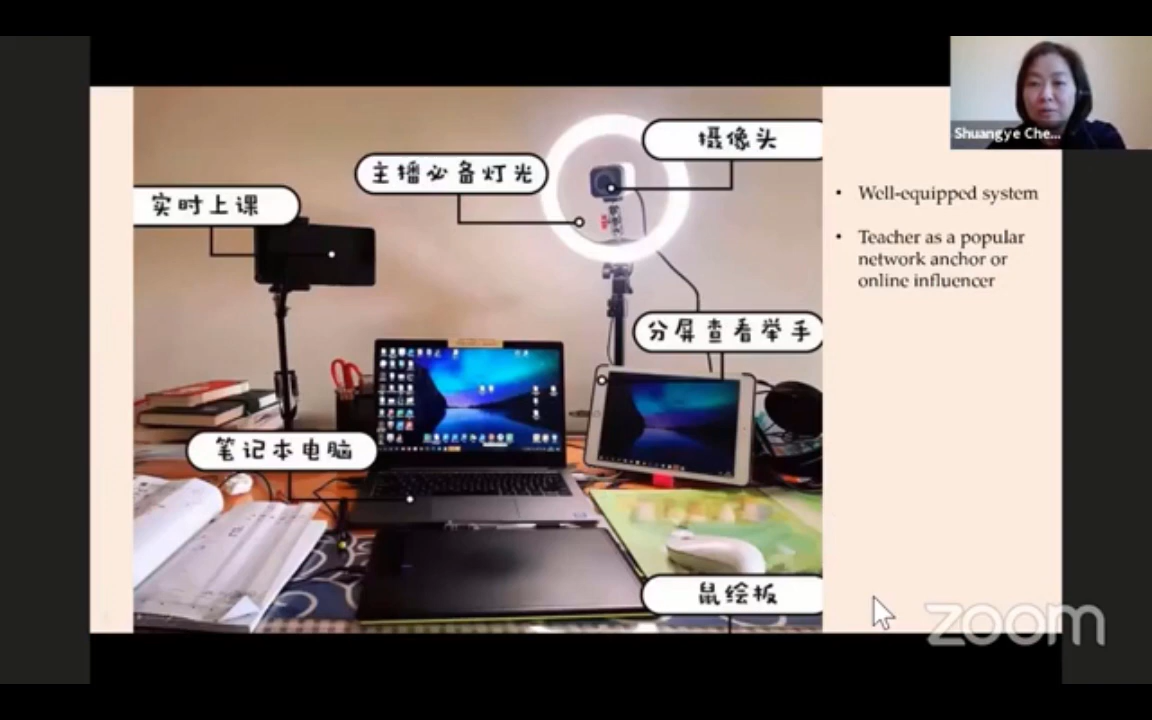 Shuangye Che...
摄像头
主播必备灯光
实时上课
分屏查看举手
笔记本电脑
鼠绘板
• Well-equipped system
• Teacher as a popular
network anchor or
online influencer
zoom